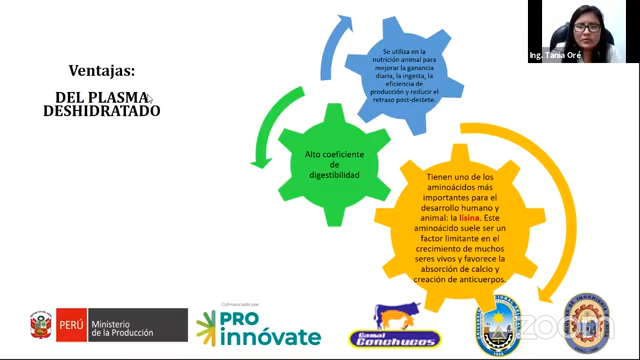 Ventajas:
DEL PLASMA
DESHIDRATADO
Se utiliza en la
nutrición animal para
mejorar la ganancia
diaria, la ingesta, la
eficiencia de
producción y reducir el
retraso post-destete.
Alto coeficiente
de
digestibilidad
Tienen uno de los
aminoácidos más
importantes para el
desarrollo humano y
animal: la lisina. Este
aminoácido suele ser un
factor limitante en el
crecimiento de muchos
seres vivos y favorece la
absorción de calcio y
creación de anticuerpos.
Ing. Tania Oré
PERÚ
Ministerio
de la Producción
Cofinanciado por:
PRO
innóvate
Camal
Conchucos
zoom